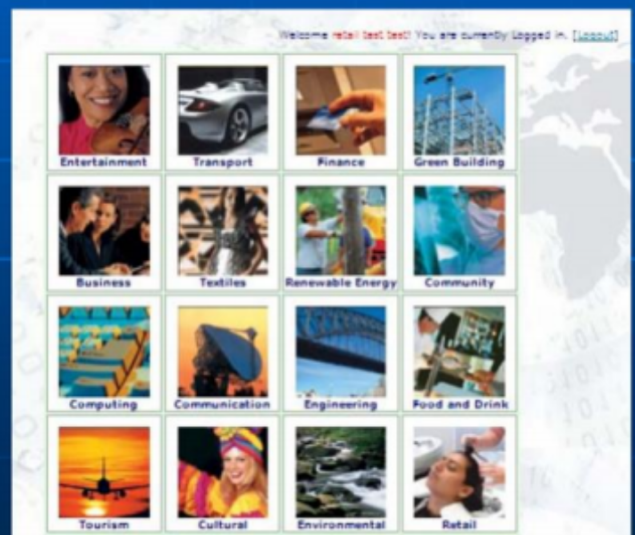 Welcome retail test test! You are currently Logged in. [Logout]
Entertainment Transport Finance Green Building
Business Textiles Renewable Energy Community
Computing Communication Engineering Food and Drink
Tourism Cultural Environmental Retail